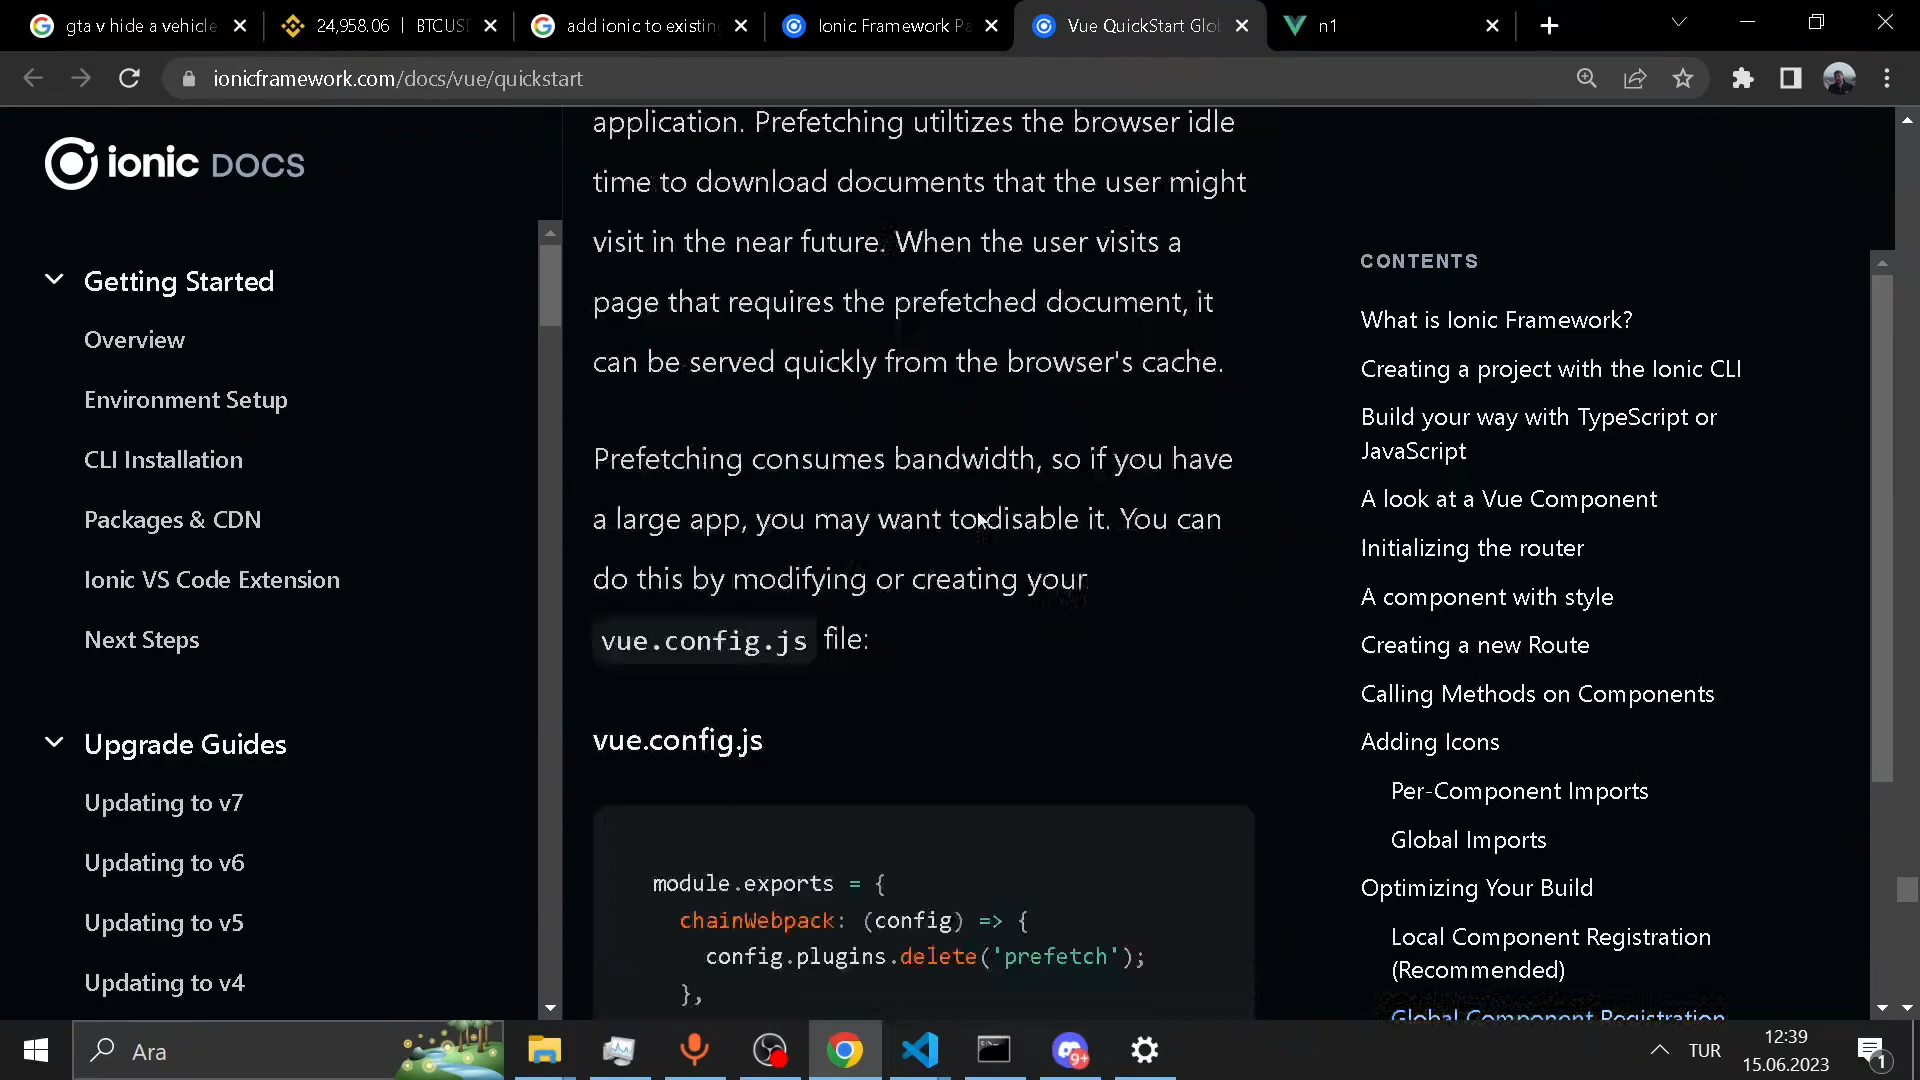 gta v hide a vehicle
24,958.06 | BTCUSD
add ionic to existing
Ionic Framework Pa
Vue QuickStart Glo
n1
ionicframework.com/docs/vue/quickstart
ionic DOCS
Getting Started
Overview
Environment Setup
CLI Installation
Packages & CDN
Ionic VS Code Extension
Next Steps
Upgrade Guides
Updating to v7
Updating to v6
Updating to v5
Updating to v4
application. Prefetching utiltizes the browser idle
time to download documents that the user might
visit in the near future. When the user visits a
page that requires the prefetched document, it
can be served quickly from the browser's cache.
Prefetching consumes bandwidth, so if you have
a large app, you may want to disable it. You can
do this by modifying or creating your
vue.config.js file:
vue.config.js
module.exports = {
chainWebpack: (config) => {
config.plugins.delete('prefetch');
},
CONTENTS
What is Ionic Framework?
Creating a project with the Ionic CLI
Build your way with TypeScript or
JavaScript
A look at a Vue Component
Initializing the router
A component with style
Creating a new Route
Calling Methods on Components
Adding Icons
Per-Component Imports
Global Imports
Optimizing Your Build
Local Component Registration
(Recommended)
Global Component Registration
Ara
9+
TUR
12:39
15.06.2023
1